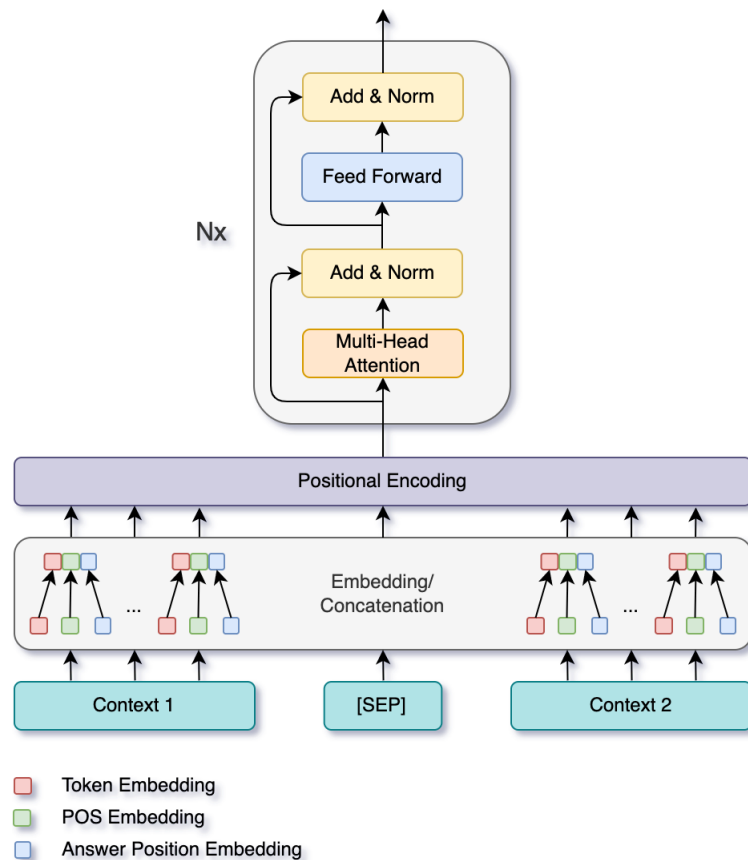 Add & Norm
Feed Forward
Nx
Add & Norm
Multi-Head
Attention
Positional Encoding
Embedding/
Concatenation
...
...
Context 1
[SEP]
Context 2
Token Embedding
POS Embedding
Answer Position Embedding